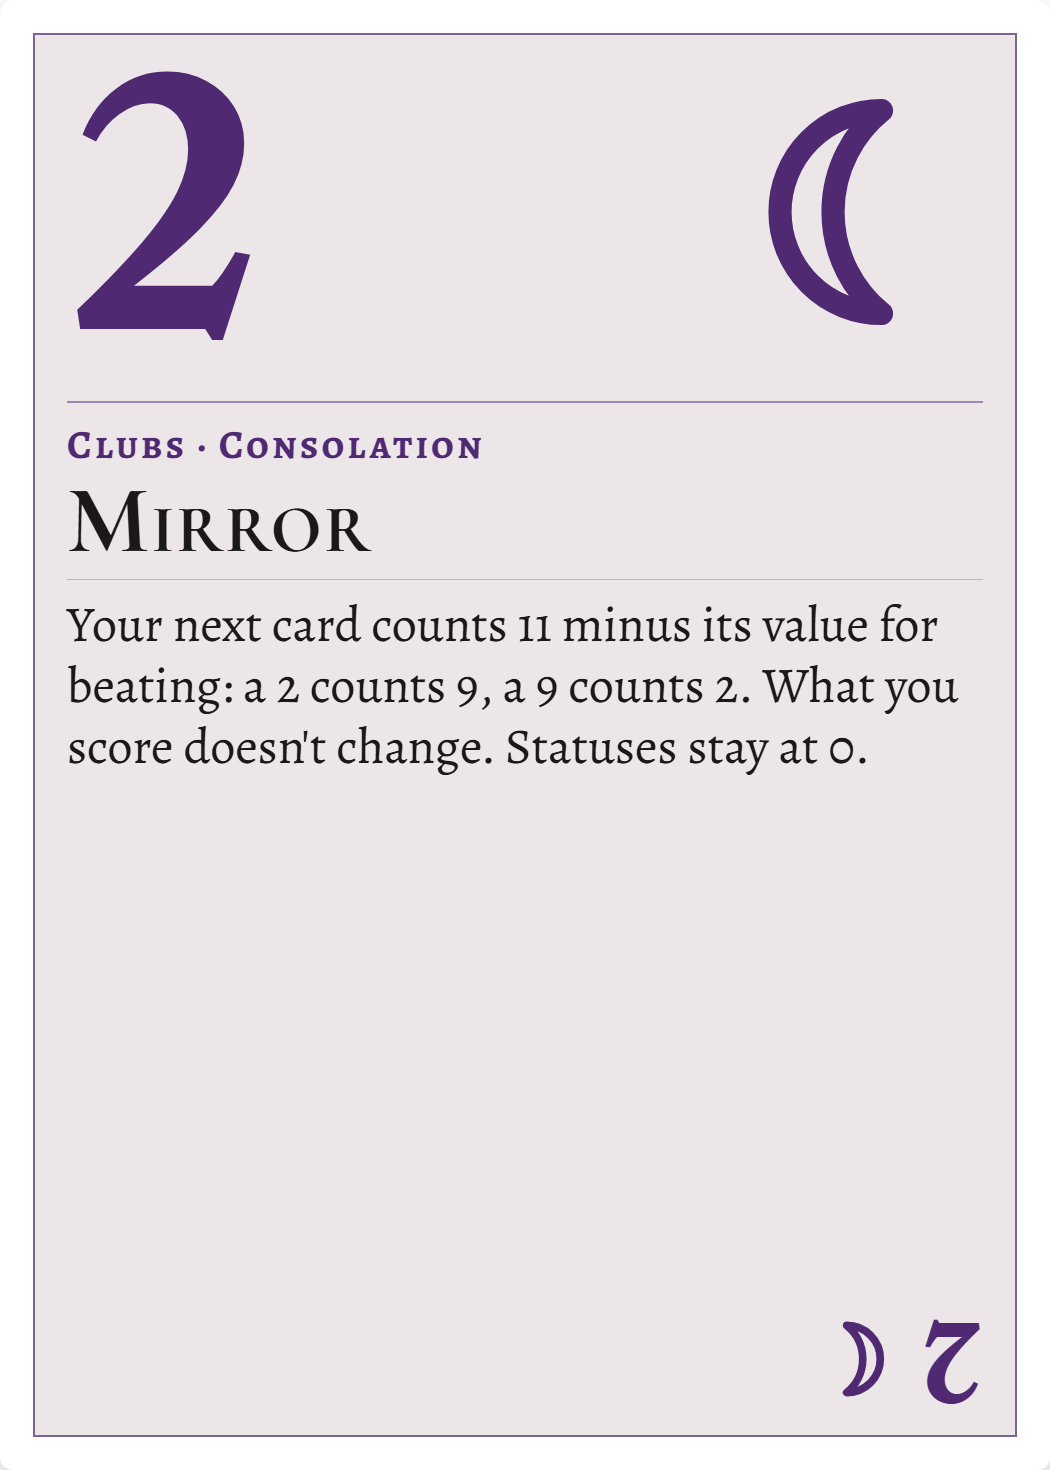 2
Clubs · Consolation
Mirror
Your next card counts 11 minus its value for
beating: a 2 counts 9, a 9 counts 2. What you
score doesn't change. Statuses stay at 0.
2